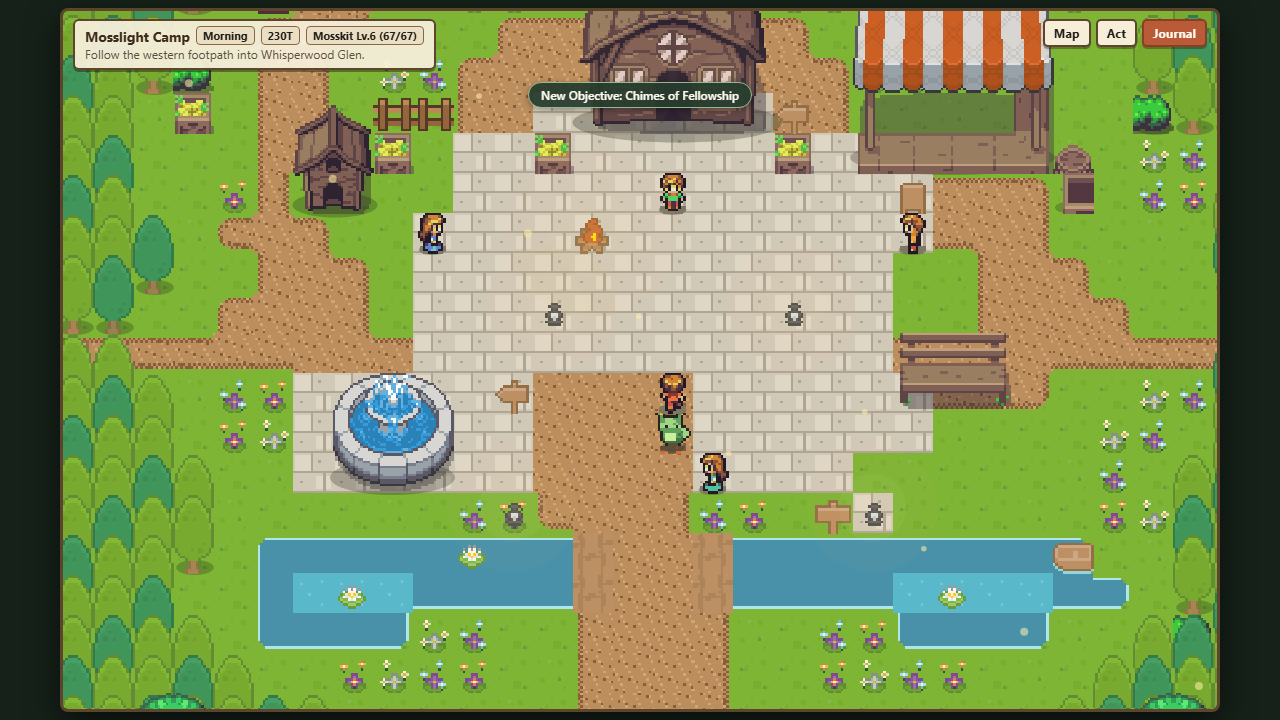 Mosslight Camp Morning 230T Mosskit Lv.6 (67/67)
Follow the western footpath into Whisperwood Glen.
Map Act Journal
New Objective: Chimes of Fellowship